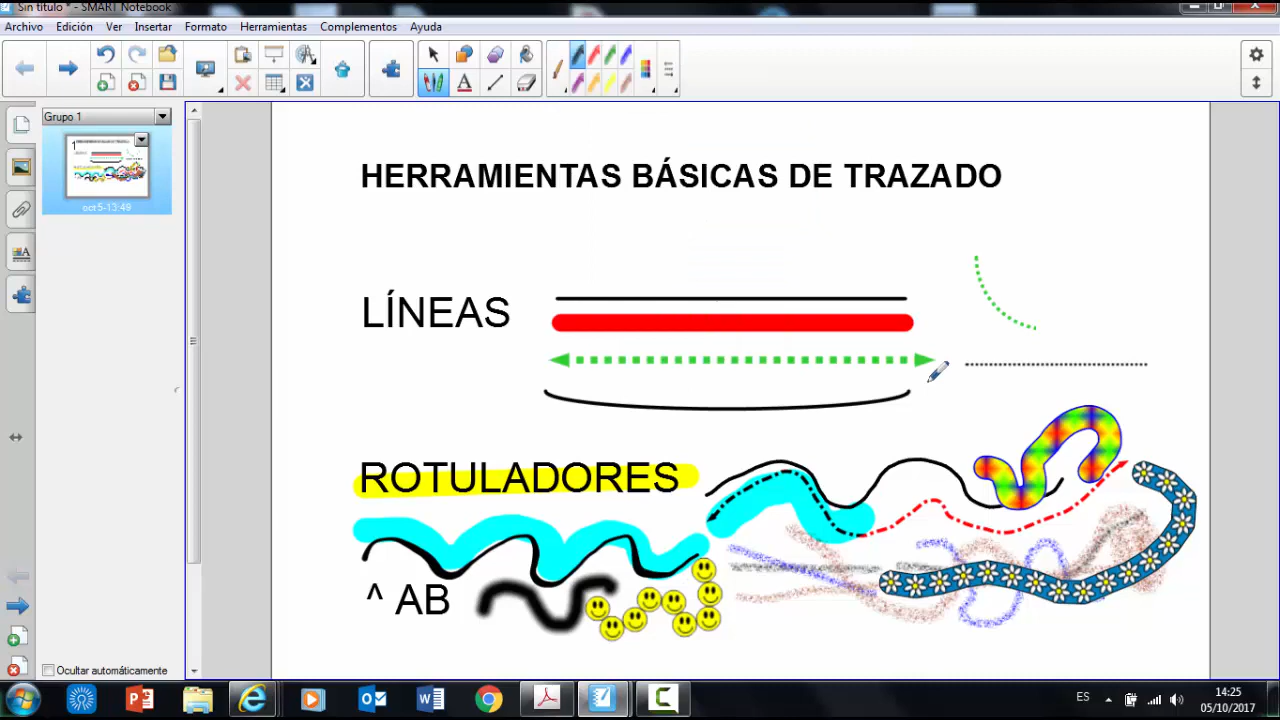 Sin título * - SMART Notebook
Archivo Edición Ver Insertar Formato Herramientas Complementos Ayuda
Grupo 1
1
oct 5-13:49
HERRAMIENTAS BÁSICAS DE TRAZADO
LÍNEAS
ROTULADORES
^ AB
Ocultar automáticamente
ES
14:25
05/10/2017